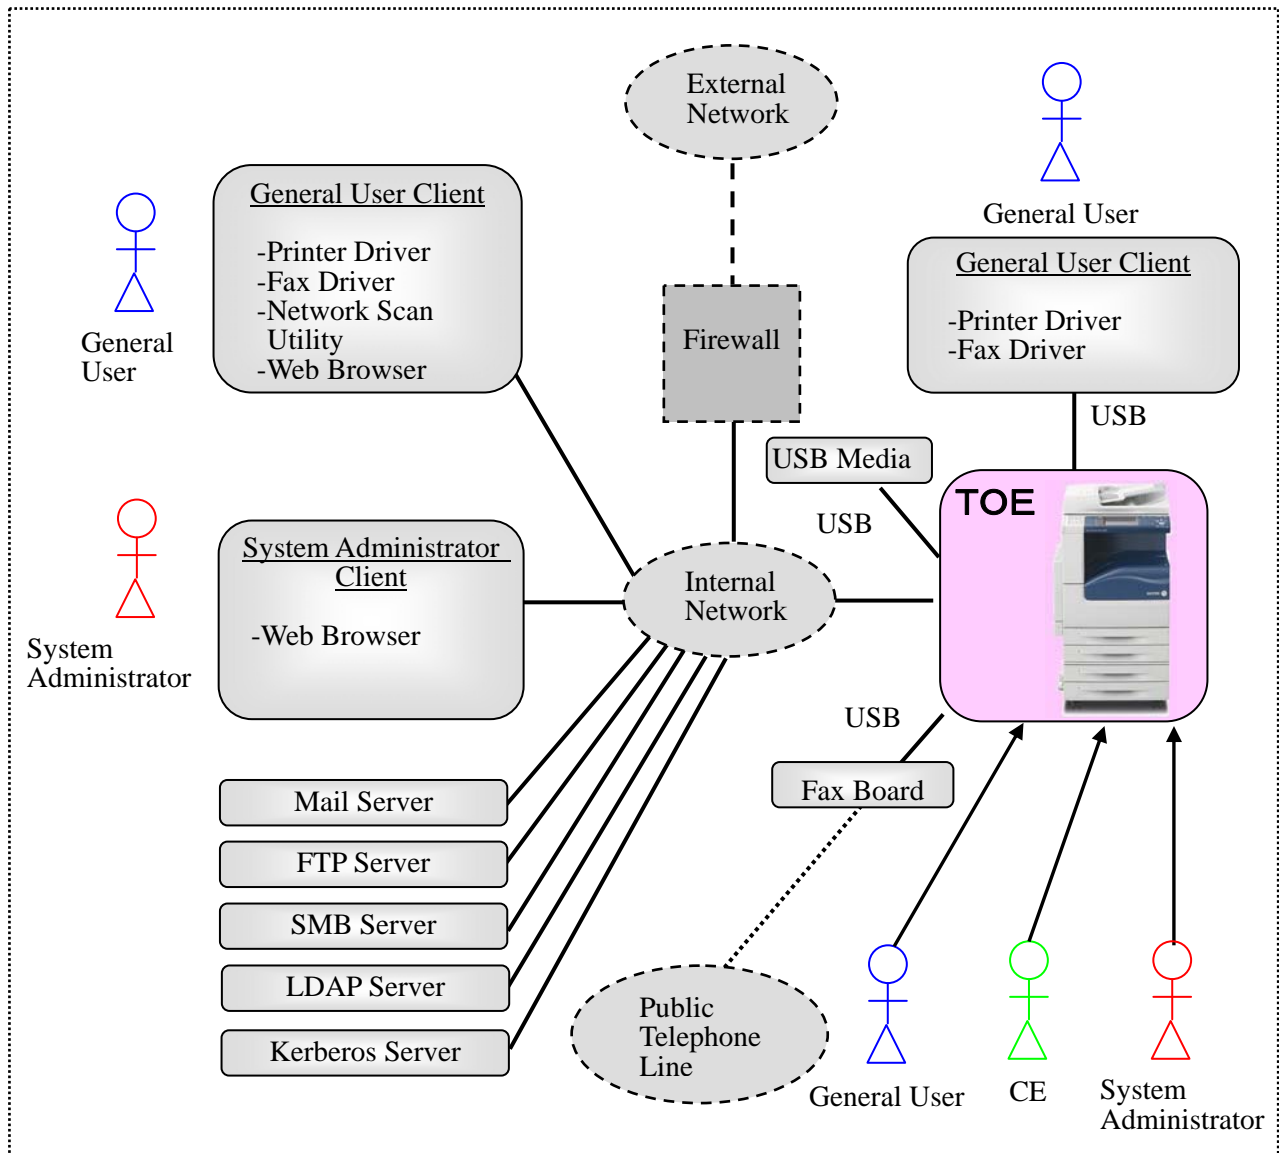 External
Network
General User
General User Client
-Printer Driver
-Fax Driver
-Network Scan
Utility
-Web Browser
General
User
General User Client
-Printer Driver
-Fax Driver
USB
Firewall
USB Media
USB
TOE
System Administrator
Client
-Web Browser
System
Administrator
Internal
Network
USB
Fax Board
Mail Server
FTP Server
SMB Server
LDAP Server
Kerberos Server
Public
Telephone
Line
General User
CE
System
Administrator